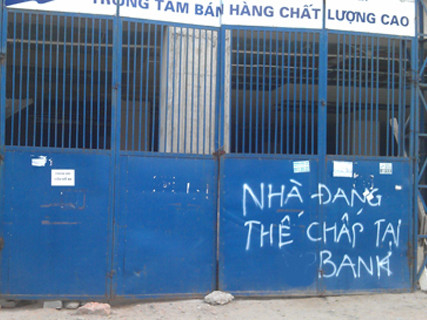 TRUNG TÂM BÁN HÀNG CHẤT LƯỢNG CAO
NHÀ ĐANG
THẾ CHẤP TẠI
BANK